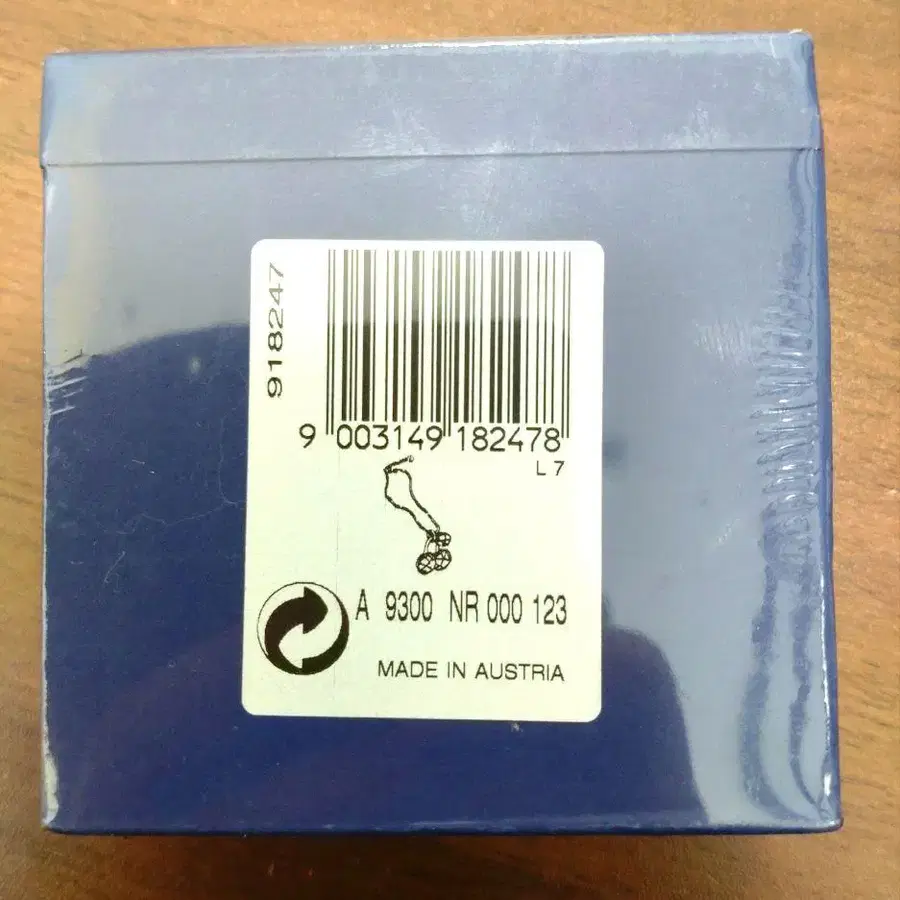 918247
9 003149 182478
L 7
A 9300 NR 000 123
MADE IN AUSTRIA